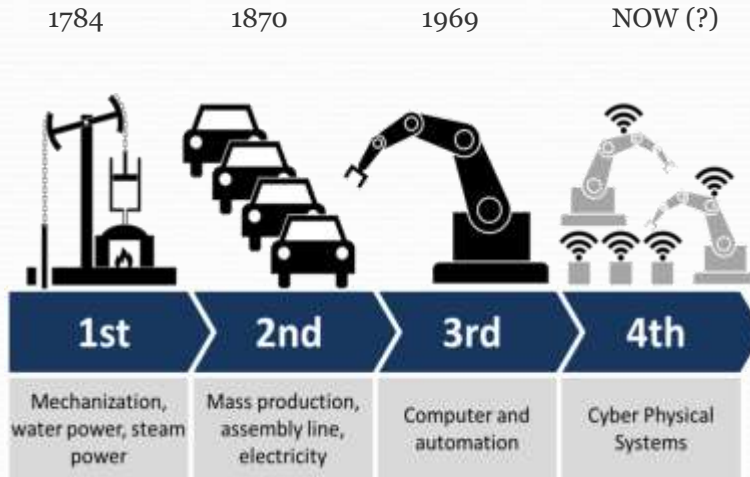 1784 1870 1969 NOW (?)
1st 2nd 3rd 4th
Mechanization,
water power, steam
power
Mass production,
assembly line,
electricity
Computer and
automation
Cyber Physical
Systems